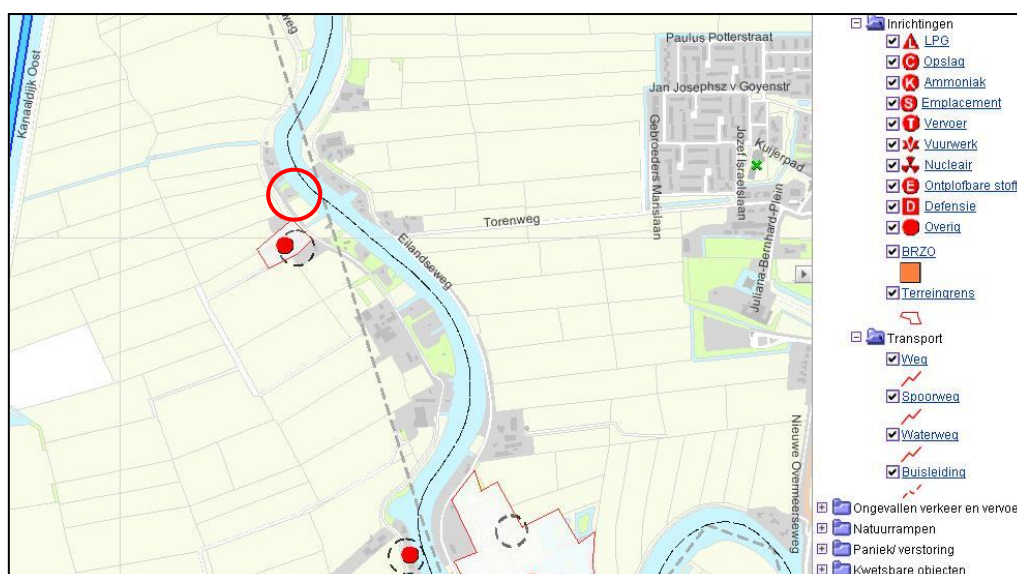 weg
Kanaaldijk Oost
Paulus Potterstraat
Jan Josephsz v Goyenstr
Gebroeders Marislaan
Jozef Israelslaan
Kuijerpad
Juliana-Bernhard-Plein
Torenweg
Eilandseweg
Nieuwe Overmeerseweg
Inrichtingen
LPG
C Opslag
K Ammoniak
S Emplacement
T Vervoer
Vuurwerk
Nucleair
E Ontplofbare stoff
D Defensie
Overig
BRZO
Terreingrens
Transport
Weg
Spoorweg
Waterweg
Buisleiding
Ongevallen verkeer en vervoe
Natuurrampen
Paniek/ verstoring
Kwetsbare objecten